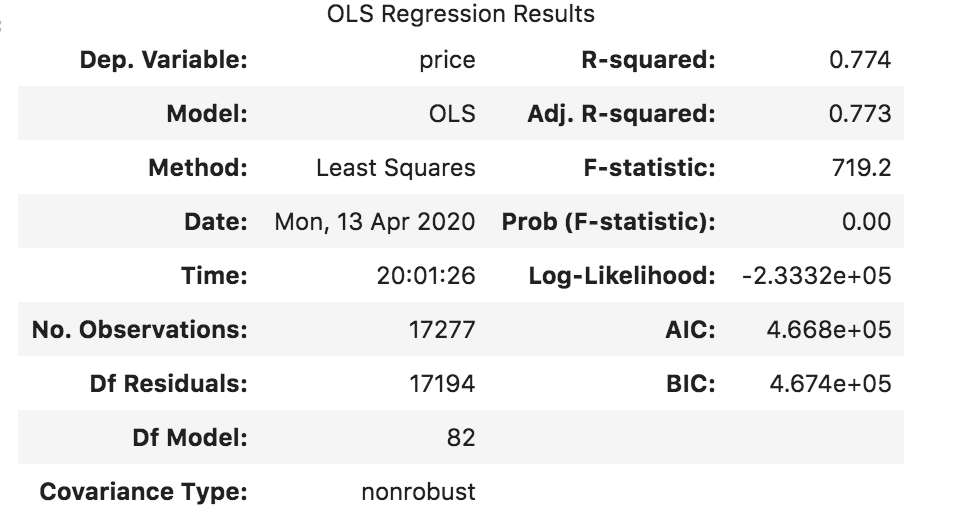 OLS Regression Results
Dep. Variable: price R-squared: 0.774
Model: OLS Adj. R-squared: 0.773
Method: Least Squares F-statistic: 719.2
Date: Mon, 13 Apr 2020 Prob (F-statistic): 0.00
Time: 20:01:26 Log-Likelihood: -2.3332e+05
No. Observations: 17277 AIC: 4.668e+05
Df Residuals: 17194 BIC: 4.674e+05
Df Model: 82
Covariance Type: nonrobust